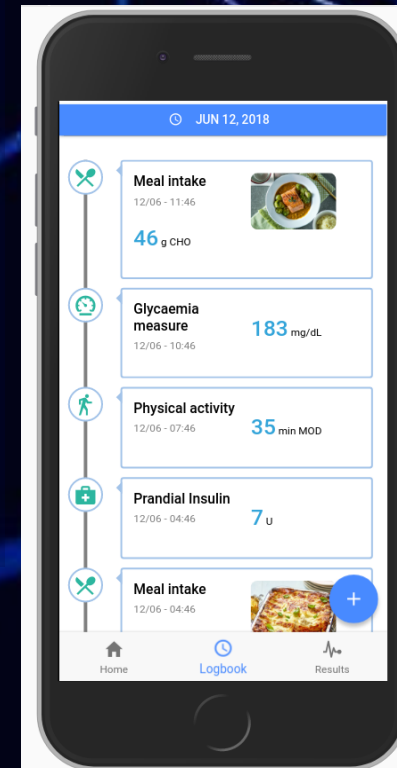 JUN 12, 2018
Meal intake
12/06 - 11:46
46 g CHO
Glycaemia
measure
12/06 - 10:46
183 mg/dL
Physical activity
12/06 - 07:46
35 min MOD
Prandial Insulin
12/06 - 04:46
7 U
Meal intake
12/06 - 04:46
+
Home
Logbook
Results